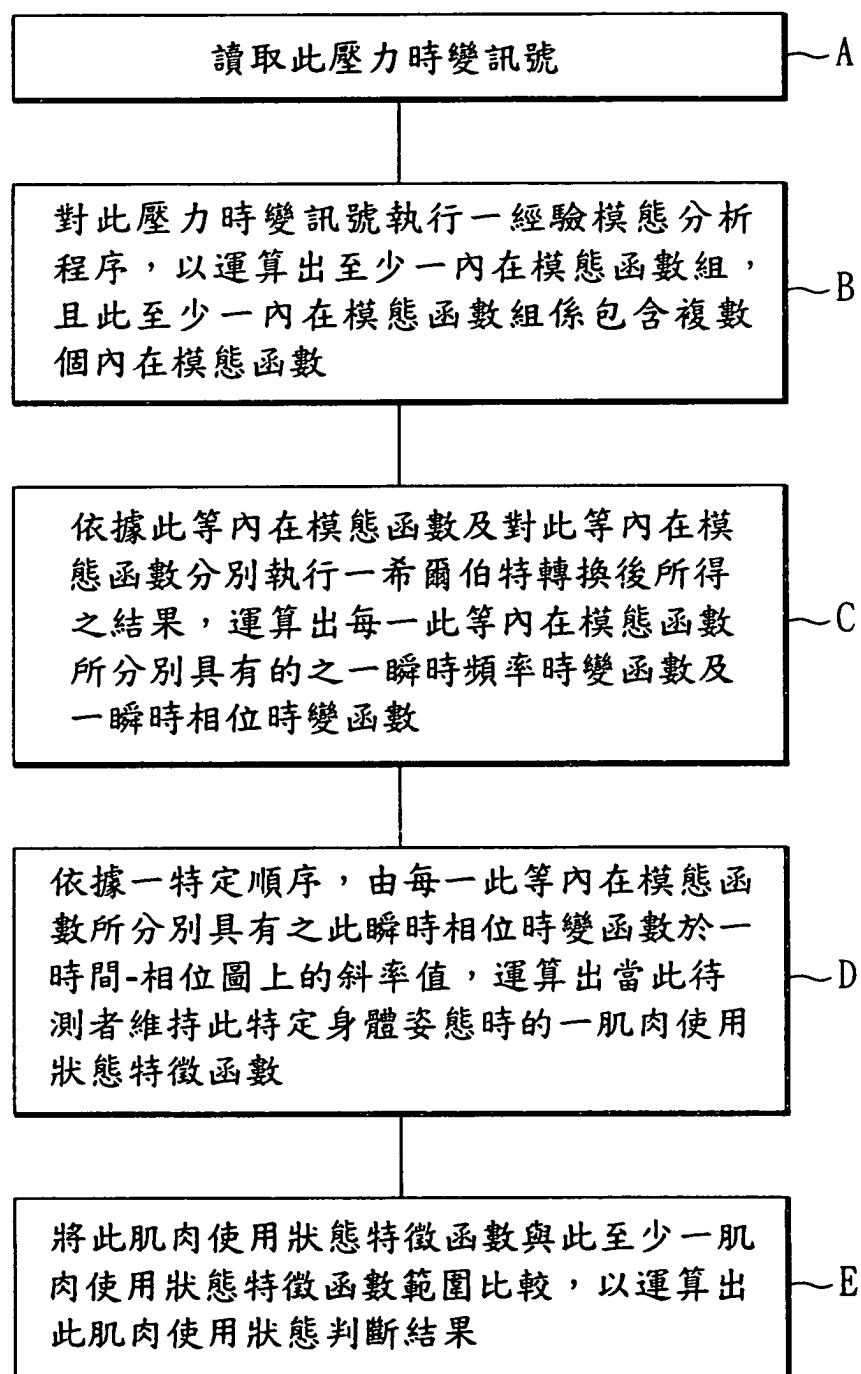 讀取此壓力時變訊號
A
對此壓力時變訊號執行一經驗模態分析
程序，以運算出至少一內在模態函數組，
且此至少一內在模態函數組係包含複數
個內在模態函數
B
依據此等內在模態函數及對此等內在模
態函數分別執行一希爾伯特轉換後所得
之結果，運算出每一此等內在模態函數
所分別具有的之一瞬時頻率時變函數及
一瞬時相位時變函數
C
依據一特定順序，由每一此等內在模態函
數所分別具有之此瞬時相位時變函數於一
時間-相位圖上的斜率值，運算出當此待
測者維持此特定身體姿態時的一肌肉使用
狀態特徵函數
D
將此肌肉使用狀態特徵函數與此至少一肌
肉使用狀態特徵函數範圍比較，以運算出
此肌肉使用狀態判斷結果
E